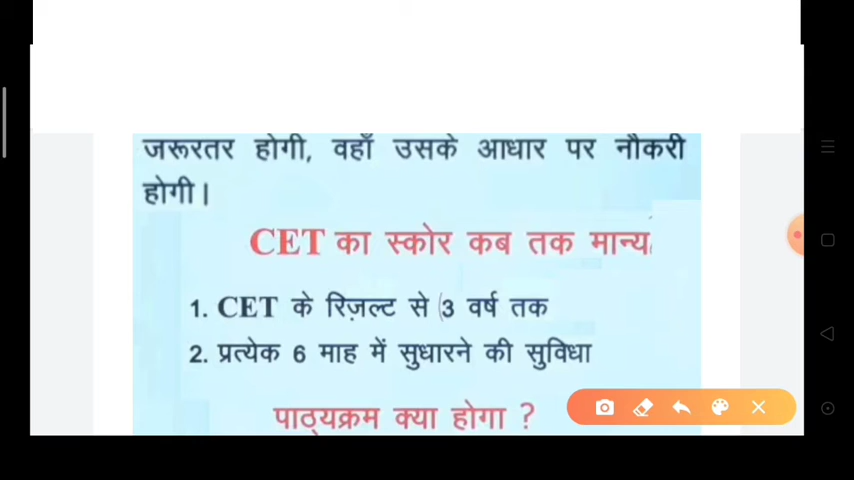 जरूरतर होगी, वहाँ उसके आधार पर नौकरी
होगी।
CET का स्कोर कब तक मान्य
1. CET के रिज़ल्ट से (3 वर्ष तक
2. प्रत्येक 6 माह में सुधारने की सुविधा
पाठ्यक्रम क्या होगा ?